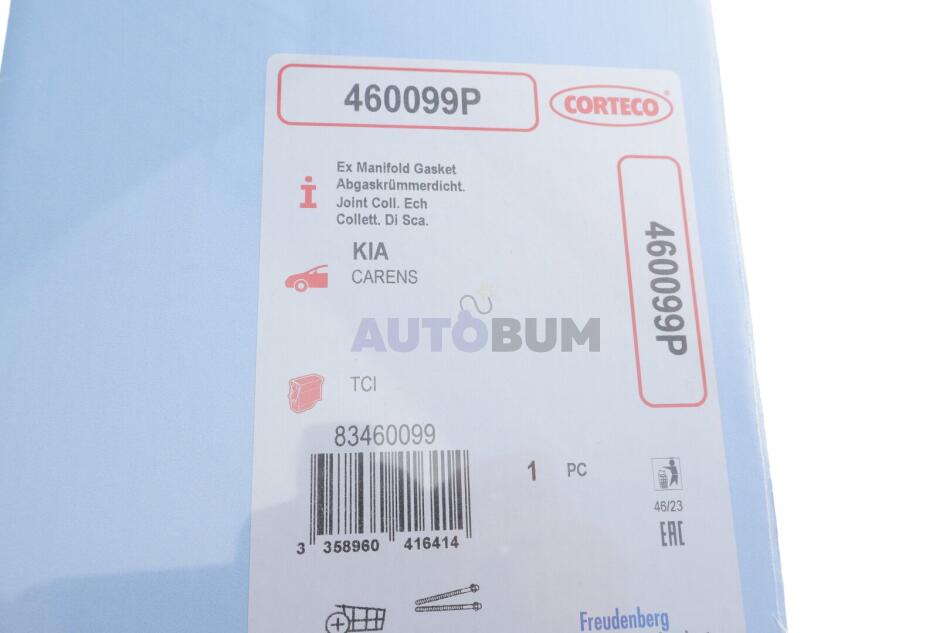 460099P
CORTECO
Ex Manifold Gasket
Abgaskrümmerdicht.
Joint Coll. Ech
Collett. Di Sca.
KIA
CARENS
460099P
AUTOBUM
TCI
83460099
1 PC
3 358960 416414
46/23
EAC
Freudenberg